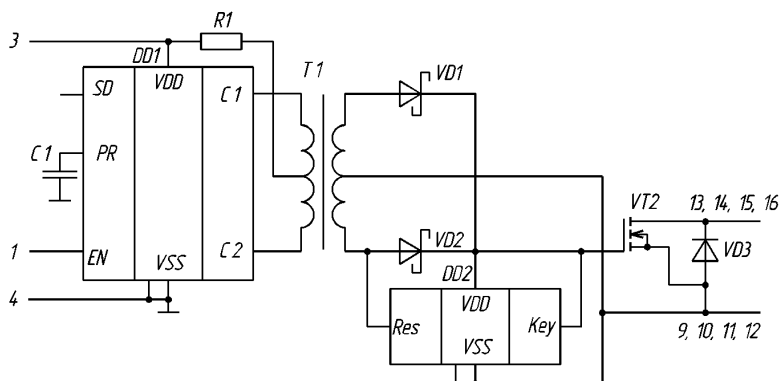 R1
3
DD1
T1
VD1
SD
VDD
C1
C1
PR
VT2
13, 14, 15, 16
1
EN
VSS
C2
VD2
VD3
4
DD2
VDD
Res
Key
VSS
9, 10, 11, 12